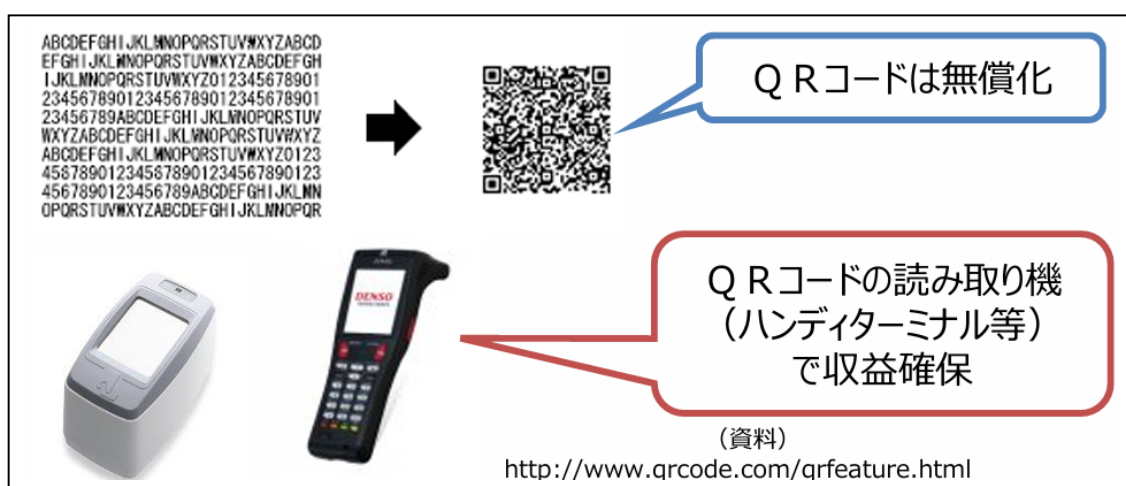 ABCDEFGHIJKLMNOPQRSTUVWXYZABCD
EFGHIJKLMNOPQRSTUVWXYZABCDEFGH
IJKLMNOPQRSTUVWXYZ012345678901
234567890123456789012345678901
23456789ABCDEFGHIJKLMNOPQRSTUV
WXYZABCDEFGHIJKLMNOPQRSTUVWXYZ
ABCDEFGHIJKLMNOPQRSTUVWXYZ0123
456789012345678901234567890123
456789012345​6789ABCDEFGHIJKLMN
OPQRSTUVWXYZABCDEFGHIJKLMNOPQR
QRコードは無償化
DENSO
QRコードの読み取り機
（ハンディターミナル等）
で収益確保
（資料）
http://www.qrcode.com/qrfeature.html